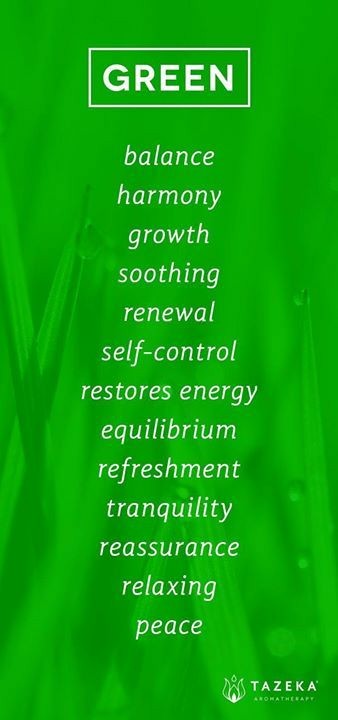 GREEN
balance
harmony
growth
soothing
renewal
self-control
restores energy
equilibrium
refreshment
tranquility
reassurance
relaxing
peace
TAZEKA
AROMATHERAPY